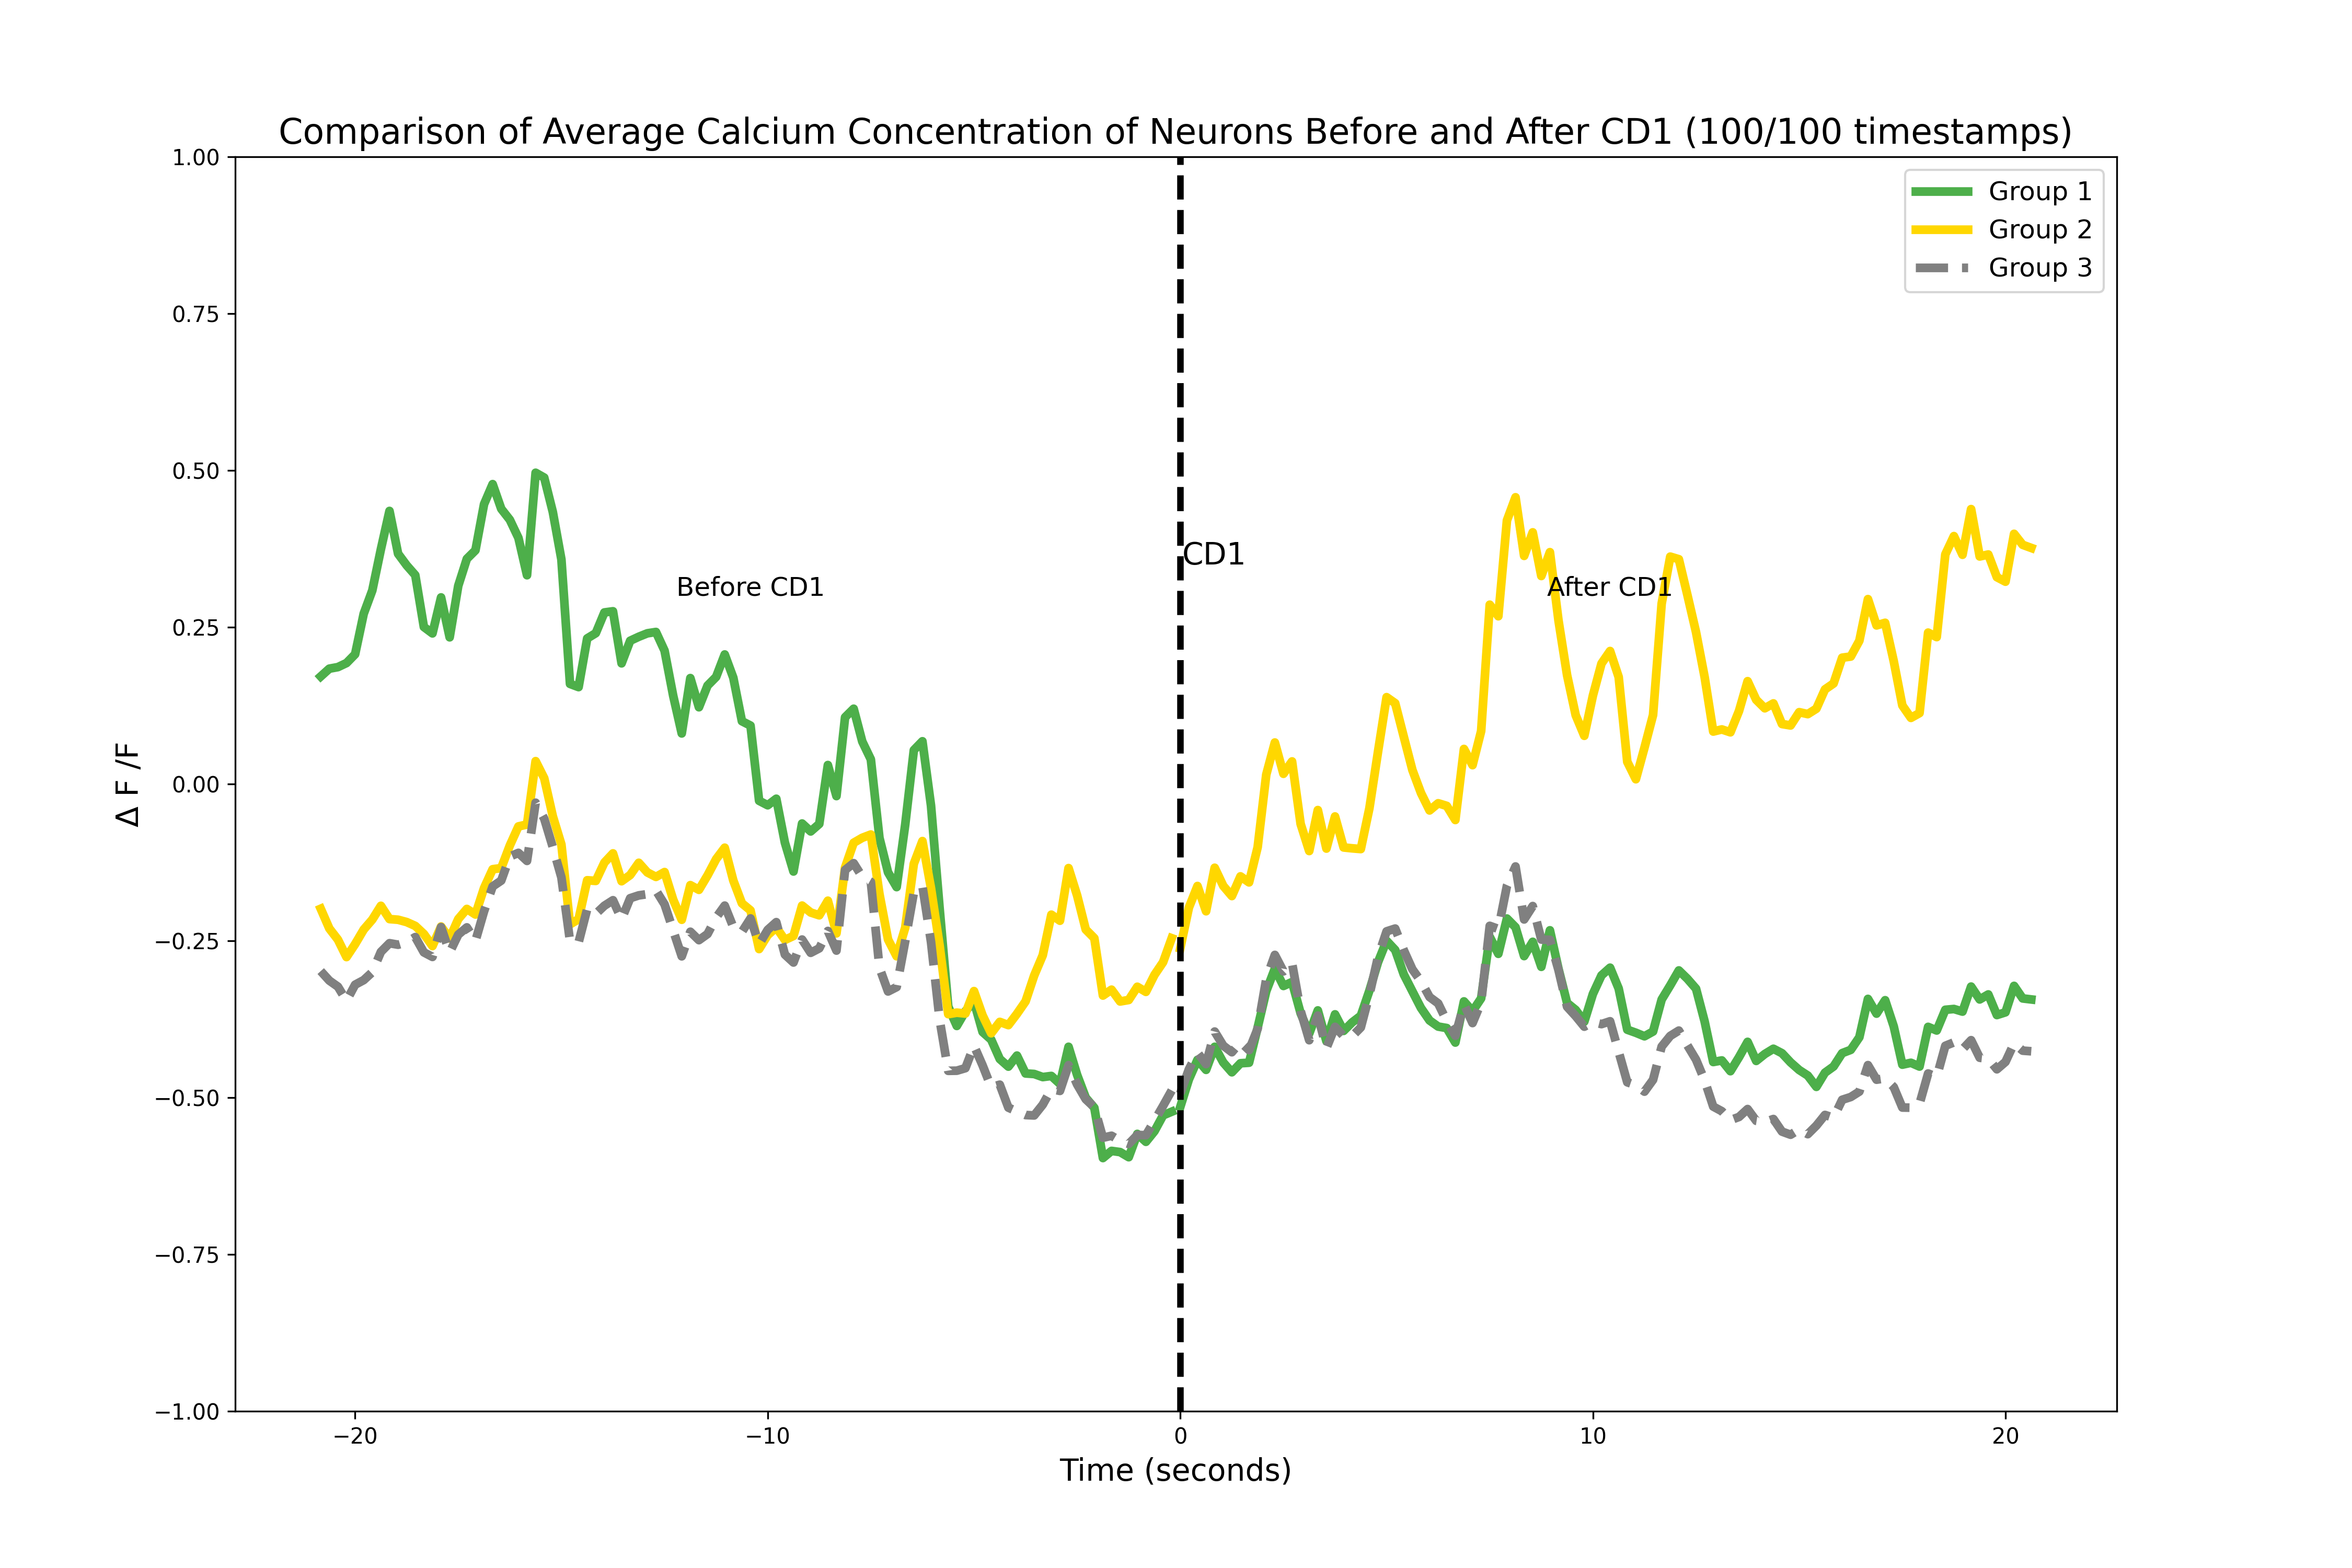 Comparison of Average Calcium Concentration of Neurons Before and After CD1 (100/100 timestamps)
1.00
0.75
0.50
0.25
0.00
−0.25
−0.50
−0.75
−1.00
Δ F /F
Group 1
Group 2
Group 3
CD1
Before CD1
After CD1
−20
−10
0
10
20
Time (seconds)